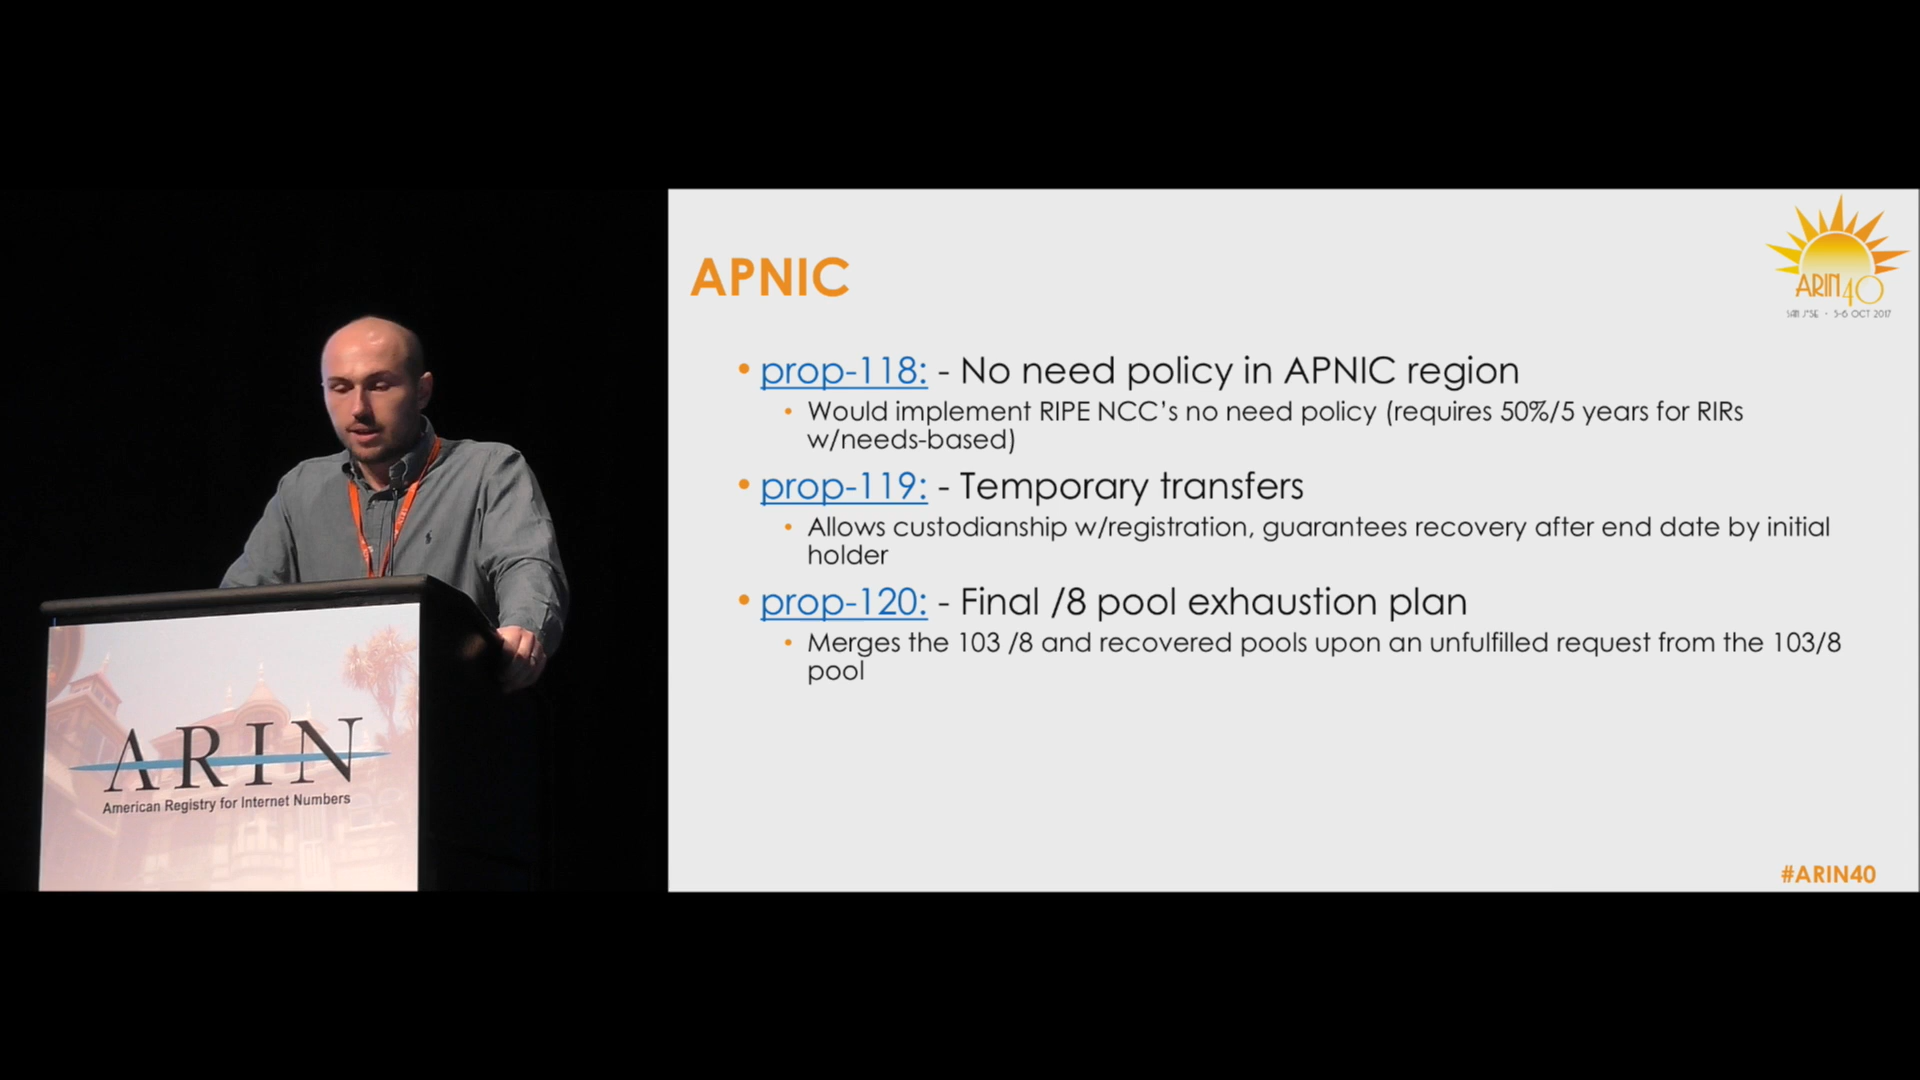 APNIC
ARIN 40
SAN JOSE • 5-6 OCT 2017
• prop-118: - No need policy in APNIC region
• Would implement RIPE NCC's no need policy (requires 50%/5 years for RIRs
w/needs-based)
• prop-119: - Temporary transfers
• Allows custodianship w/registration, guarantees recovery after end date by initial
holder
• prop-120: - Final /8 pool exhaustion plan
• Merges the 103 /8 and recovered pools upon an unfulfilled request from the 103/8
pool
#ARIN40
ARIN
American Registry for Internet Numbers